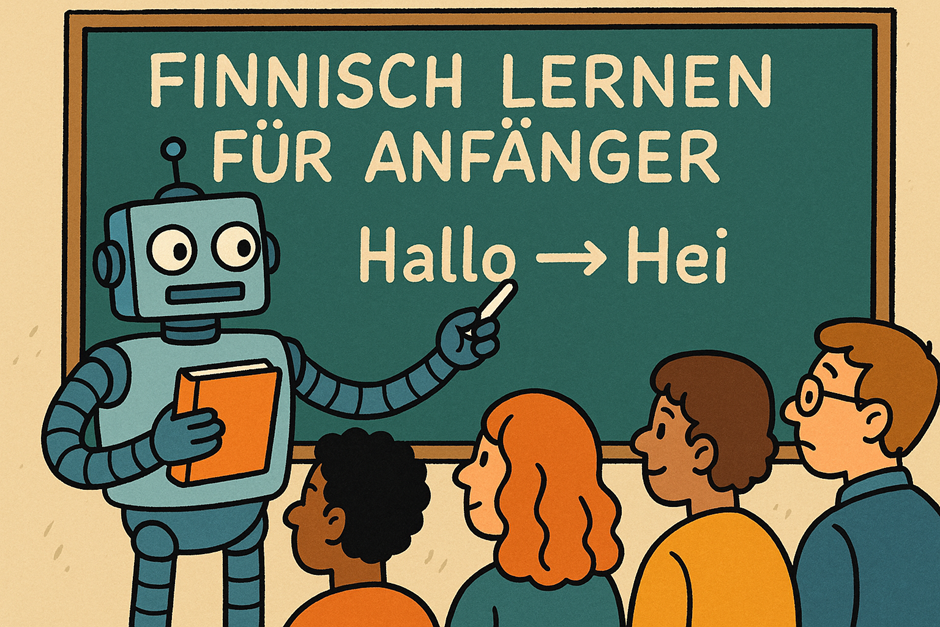 FINNISCH LERNEN
FÜR ANFÄNGER
Hallo → Hei